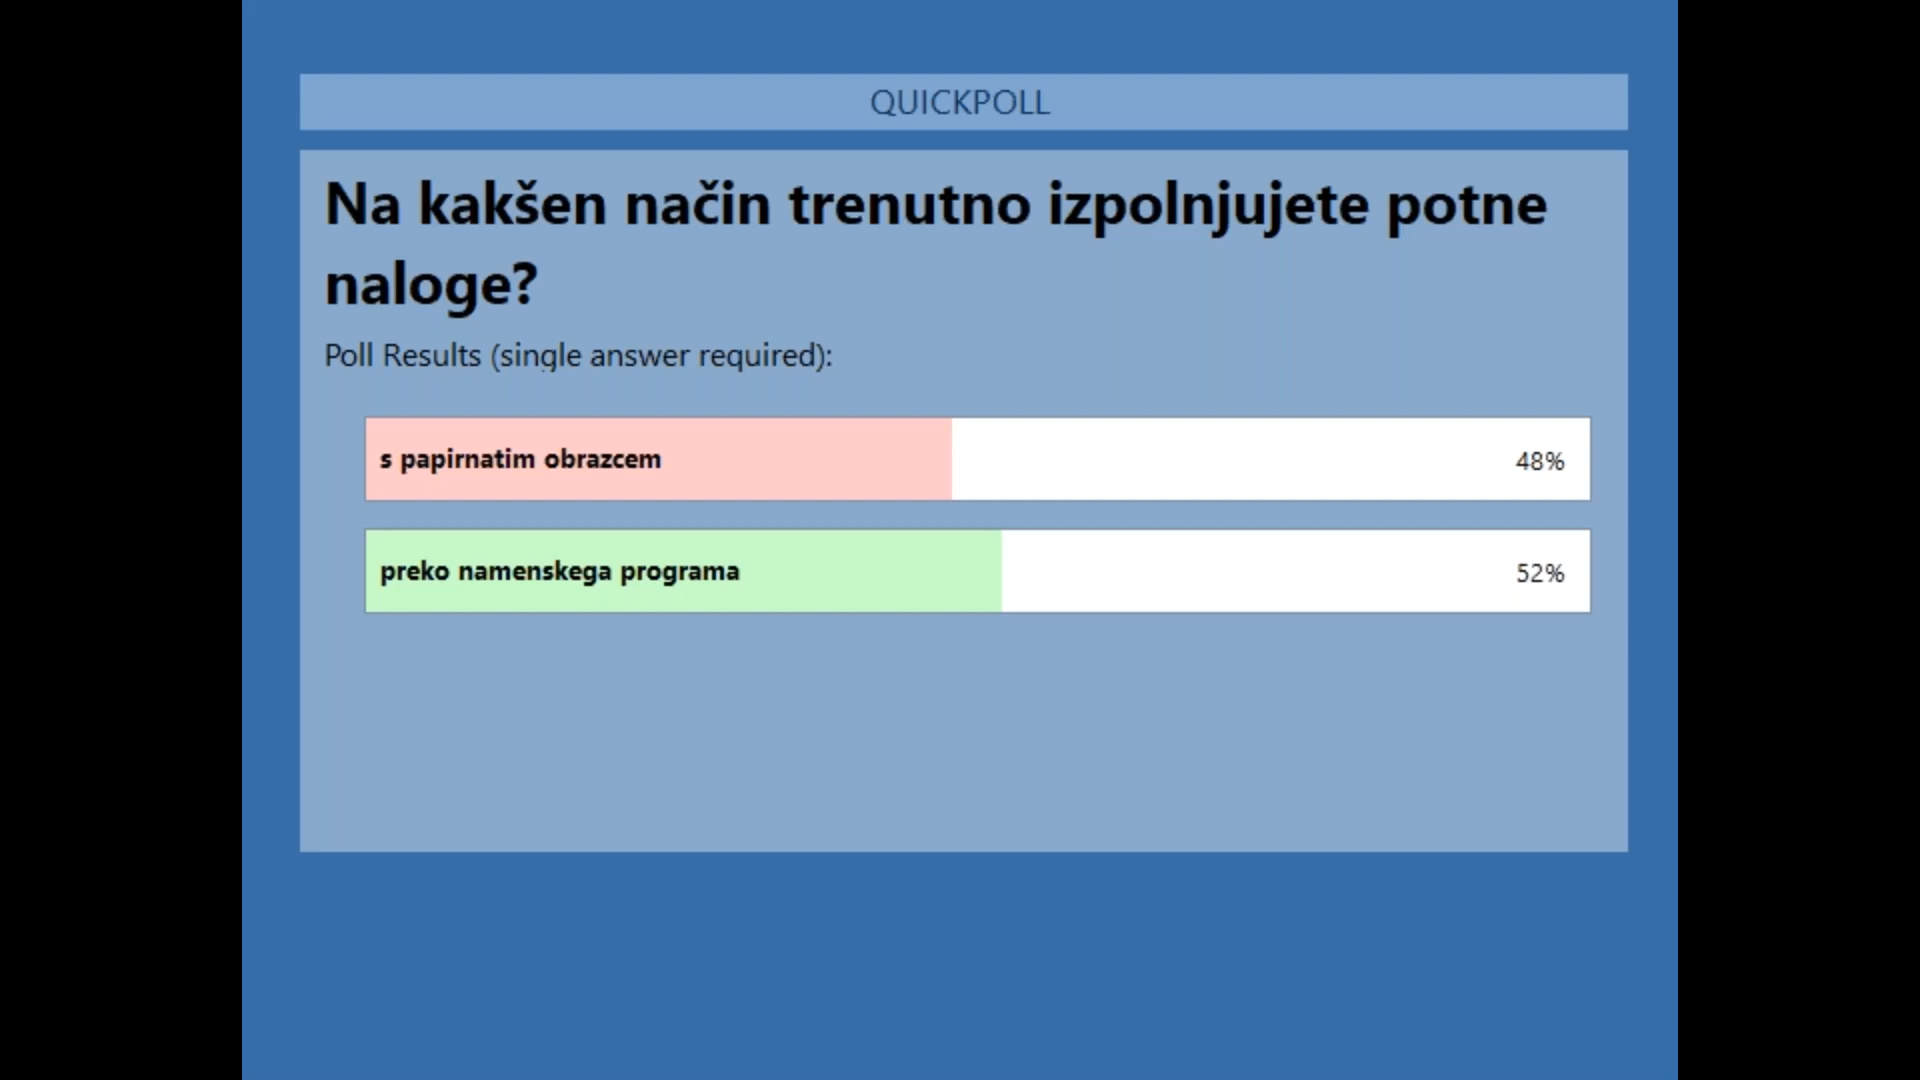 QUICKPOLL
Na kakšen način trenutno izpolnjujete potne
naloge?
Poll Results (single answer required):
s papirnatim obrazcem 48%
preko namenskega programa 52%